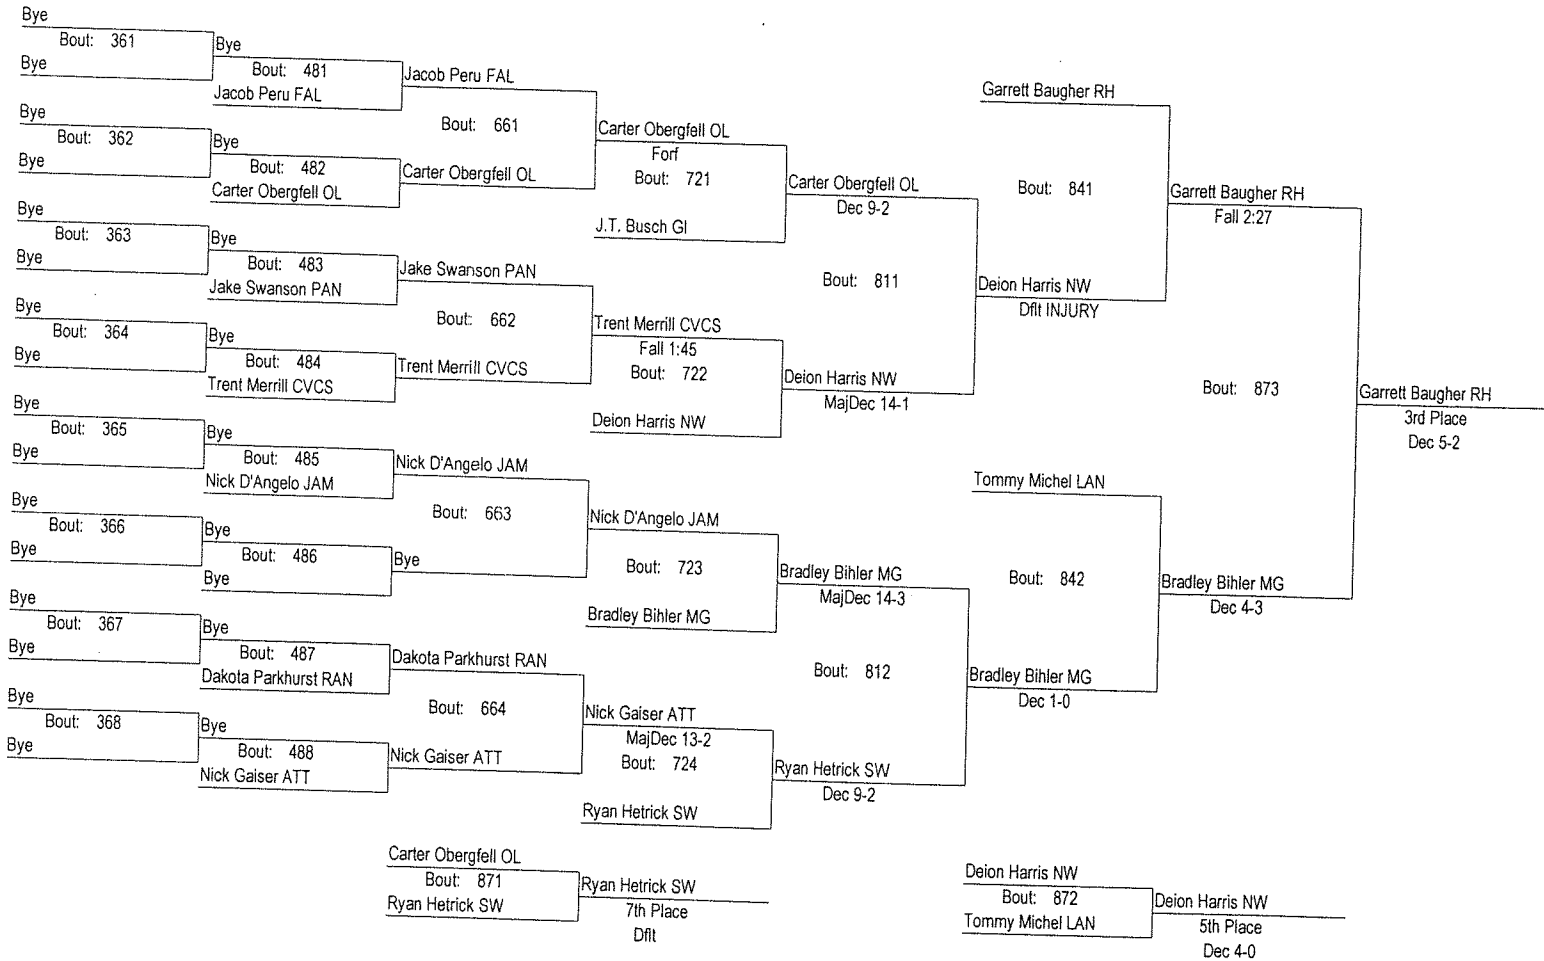 Bye
Bout: 361
Bye
Bye
Bout: 362
Bye
Bye
Bout: 363
Bye
Bye
Bout: 364
Bye
Bye
Bout: 365
Bye
Bye
Bout: 366
Bye
Bye
Bout: 367
Bye
Bye
Bout: 368
Bye
Bye
Bout: 481
Jacob Peru FAL
Bye
Bout: 482
Carter Obergfell OL
Bye
Bout: 483
Jake Swanson PAN
Bye
Bout: 484
Trent Merrill CVCS
Bye
Bout: 485
Nick D'Angelo JAM
Bye
Bout: 486
Bye
Bye
Bout: 487
Dakota Parkhurst RAN
Bye
Bout: 488
Nick Gaiser ATT
Jacob Peru FAL
Bout: 661
Carter Obergfell OL
Jake Swanson PAN
Bout: 662
Trent Merrill CVCS
Nick D'Angelo JAM
Bout: 663
Bye
Dakota Parkhurst RAN
Bout: 664
Nick Gaiser ATT
Carter Obergfell OL
Forf
Bout: 721
J.T. Busch GI
Trent Merrill CVCS
Fall 1:45
Bout: 722
Deion Harris NW
Nick D'Angelo JAM
Bout: 723
Bradley Bihler MG
Nick Gaiser ATT
MajDec 13-2
Bout: 724
Ryan Hetrick SW
Carter Obergfell OL
Dec 9-2
Bout: 811
Deion Harris NW
MajDec 14-1
Bradley Bihler MG
MajDec 14-3
Bout: 812
Ryan Hetrick SW
Dec 9-2
Garrett Baugher RH
Bout: 841
Deion Harris NW
Dflt INJURY
Tommy Michel LAN
Bout: 842
Bradley Bihler MG
Dec 1-0
Garrett Baugher RH
Fall 2:27
Bout: 873
Bradley Bihler MG
Dec 4-3
Garrett Baugher RH
3rd Place
Dec 5-2
Carter Obergfell OL
Bout: 871
Ryan Hetrick SW
Ryan Hetrick SW
7th Place
Dflt
Deion Harris NW
Bout: 872
Tommy Michel LAN
Deion Harris NW
5th Place
Dec 4-0